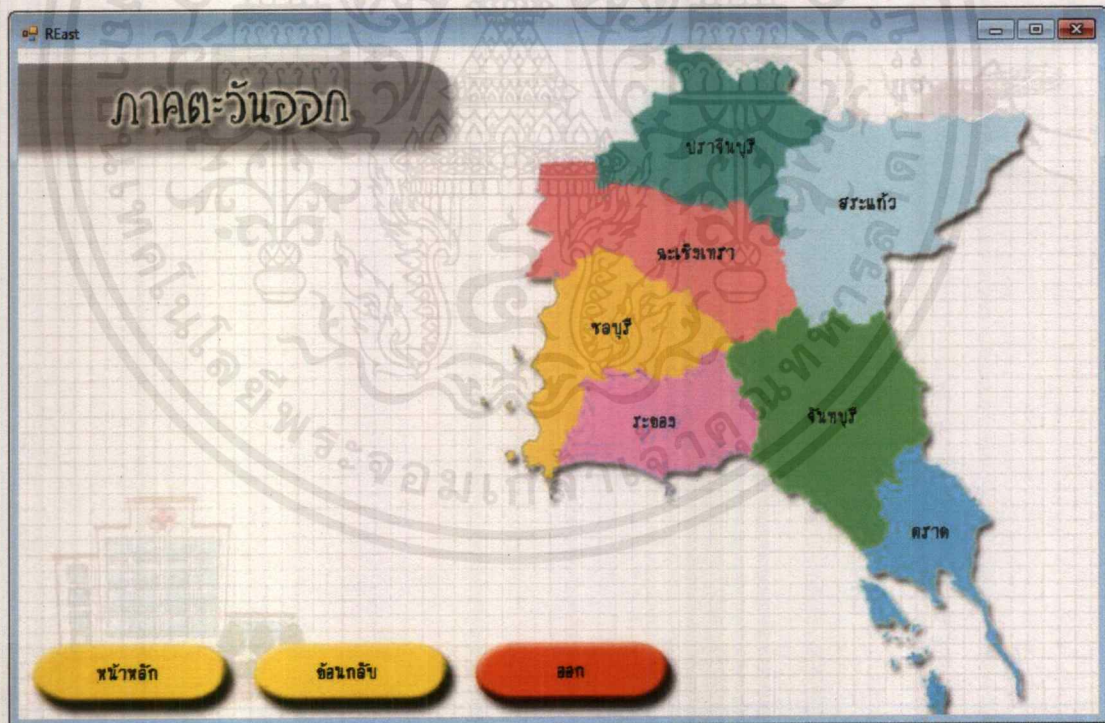 REast
ภาคตะวันออก
ปราจีนบุรี
สระแก้ว
ฉะเชิงเทรา
ชลบุรี
ระยอง
จันทบุรี
ตราด
หน้าหลัก
ย้อนกลับ
ออก